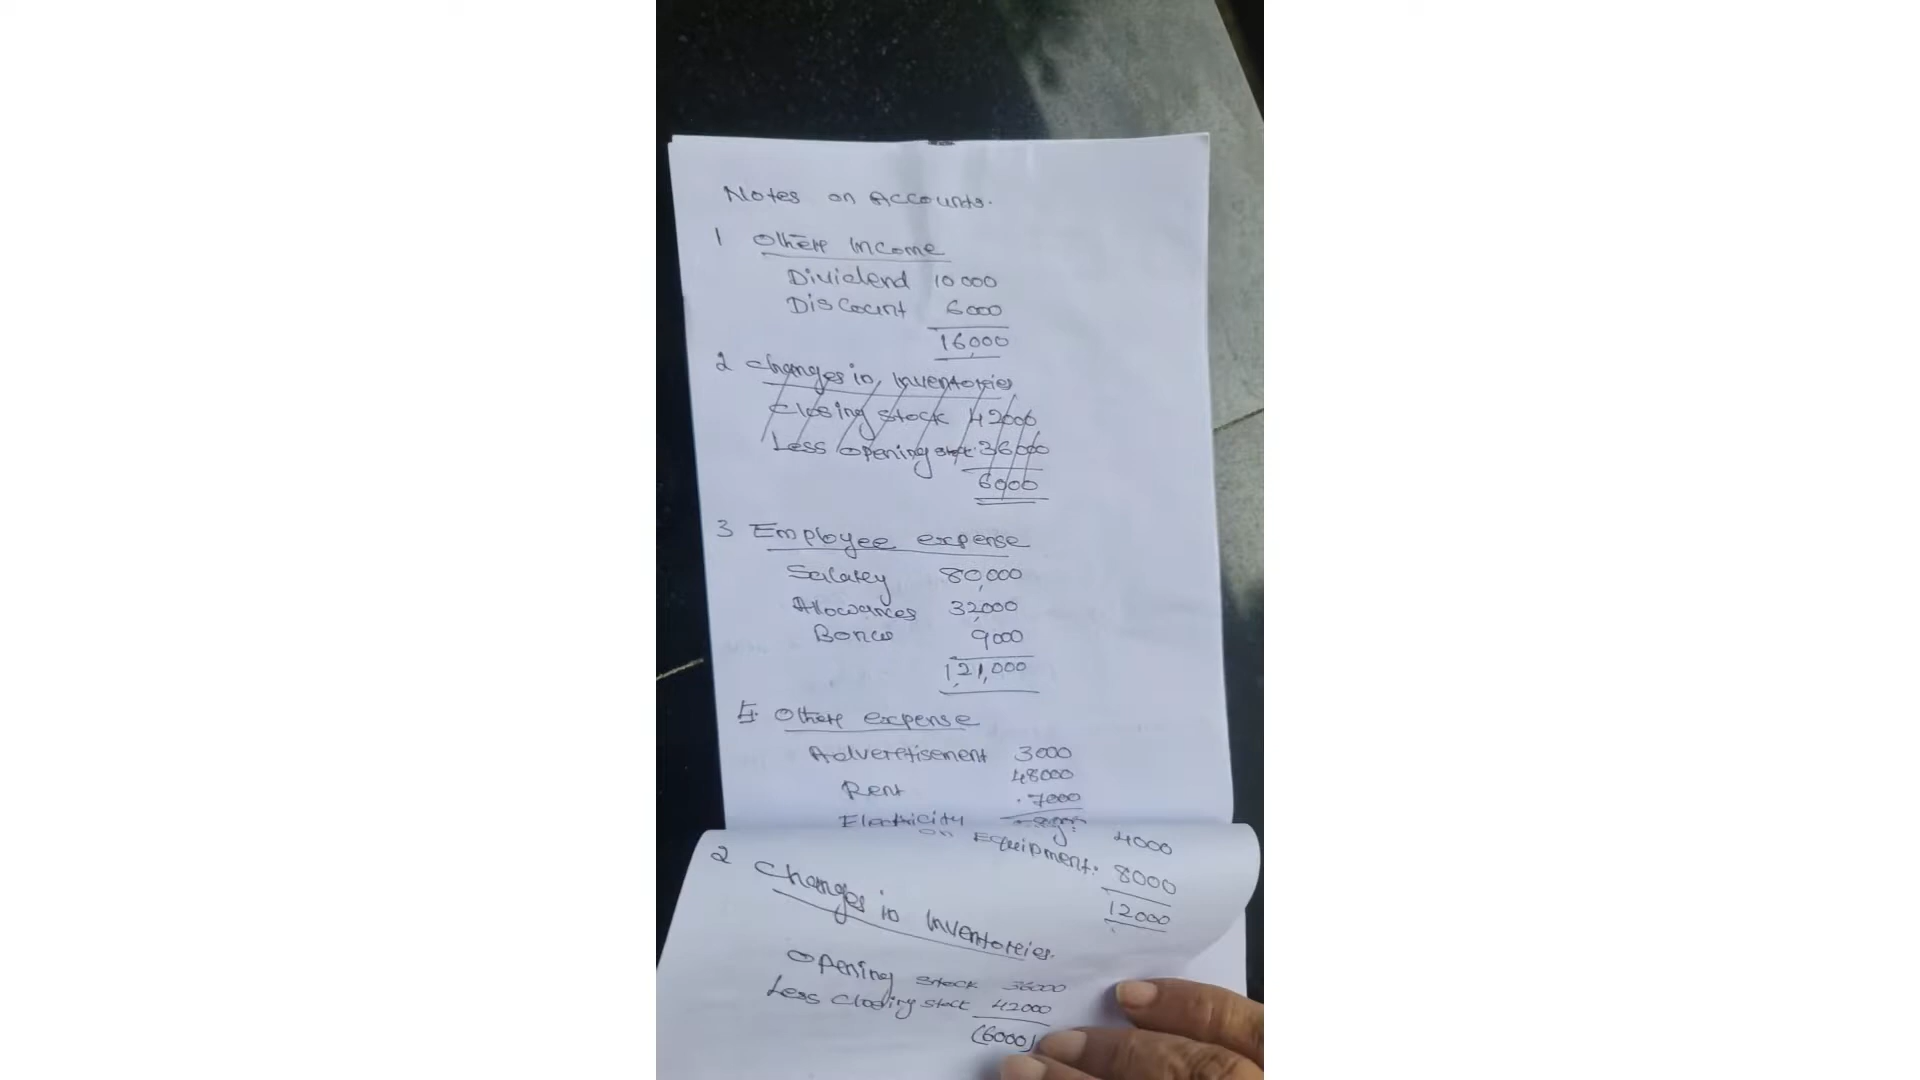 Notes on Accounts.
1 Other Income
Dividend 10000
Discount 6000
16,000
2 Changes in Inventories
Closing stock 42000
Less opening stock 36000
6000
3 Employee expense
Salary 80,000
Allowances 32,000
Bonus 9000
121,000
5. Other expense
Advertisement 3000
Rent 48000
Electricity 7000
4000
on Equipment. 8000
12000
2 Changes in Inventories.
Opening stock 36000
Less Closing stock 42000
(6000)